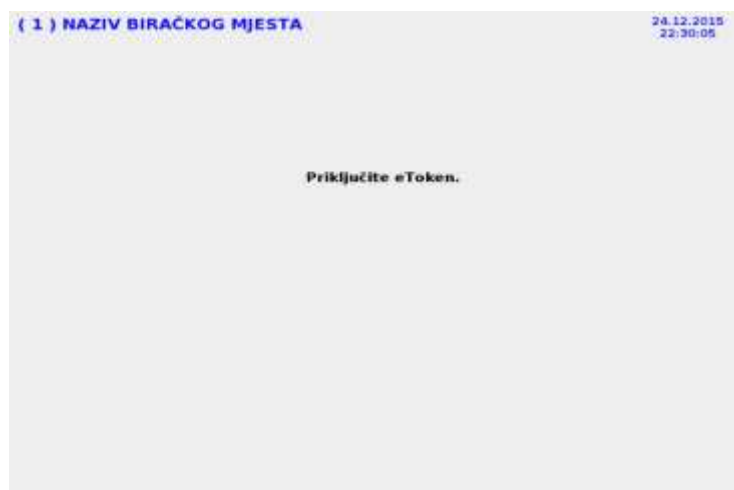 ( 1 ) NAZIV BIRAČKOG MJESTA
24.12.2015
22:30:05
Priključite eToken.